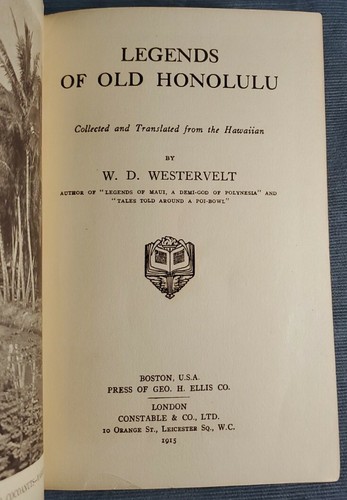 LEGENDS
OF OLD HONOLULU
Collected and Translated from the Hawaiian
BY
W. D. WESTERVELT
AUTHOR OF "LEGENDS OF MAUI, A DEMI-GOD OF POLYNESIA" AND
"TALES TOLD AROUND A POI-BOWL"
BOSTON, U.S.A.
PRESS OF GEO. H. ELLIS CO.
LONDON
CONSTABLE & CO., LTD.
10 ORANGE ST., LEICESTER SQ., W.C.
1915